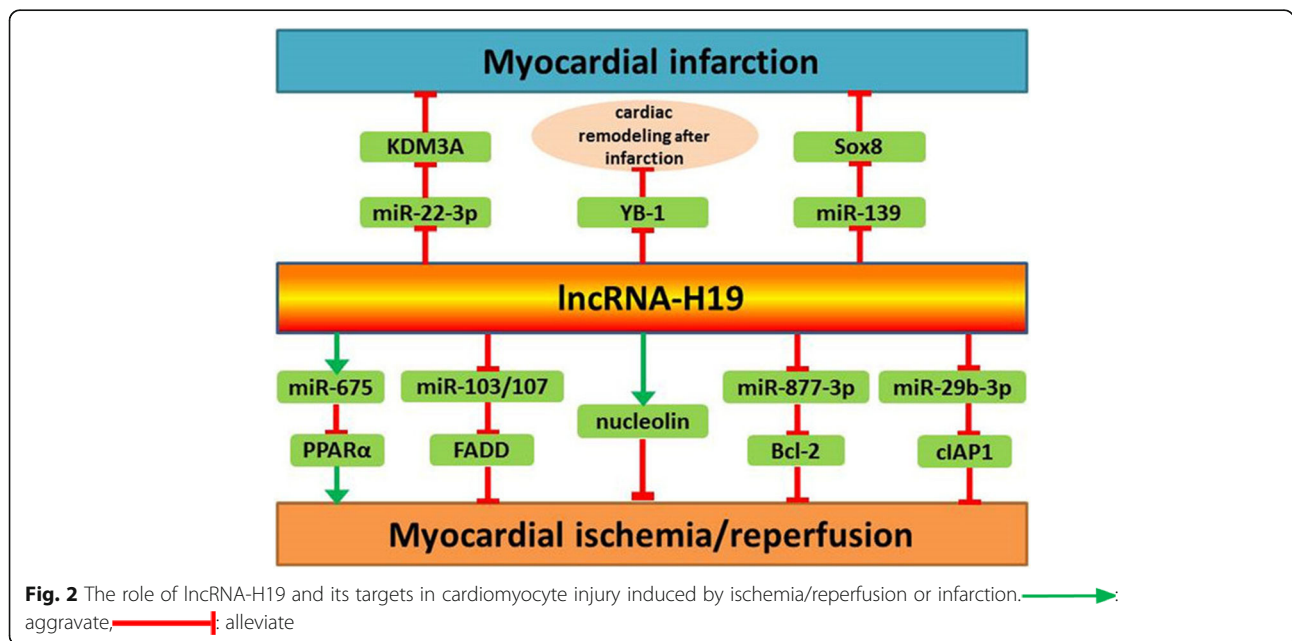 Myocardial infarction
cardiac
remodeling after
infarction
KDM3A
Sox8
miR-22-3p
YB-1
miR-139
lncRNA-H19
miR-675
miR-103/107
nucleolin
miR-877-3p
miR-29b-3p
PPARα
FADD
Bcl-2
cIAP1
Myocardial ischemia/reperfusion
Fig. 2 The role of lncRNA-H19 and its targets in cardiomyocyte injury induced by ischemia/reperfusion or infarction. :
aggravate, : alleviate